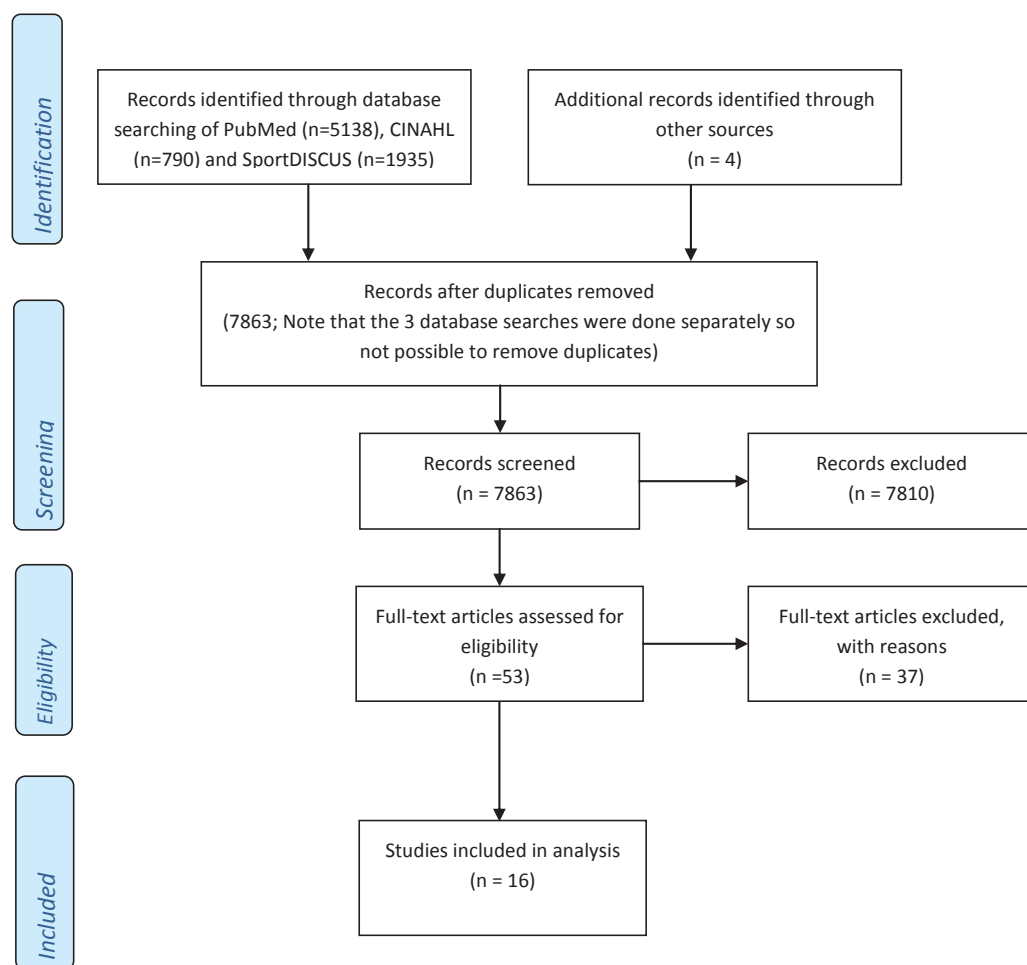 Identification
Records identified through database
searching of PubMed (n=5138), CINAHL
(n=790) and SportDISCUS (n=1935)
Additional records identified through
other sources
(n = 4)
Screening
Records after duplicates removed
(7863; Note that the 3 database searches were done separately so
not possible to remove duplicates)
Records screened
(n = 7863)
Records excluded
(n = 7810)
Eligibility
Full-text articles assessed for
eligibility
(n =53)
Full-text articles excluded,
with reasons
(n = 37)
Included
Studies included in analysis
(n = 16)